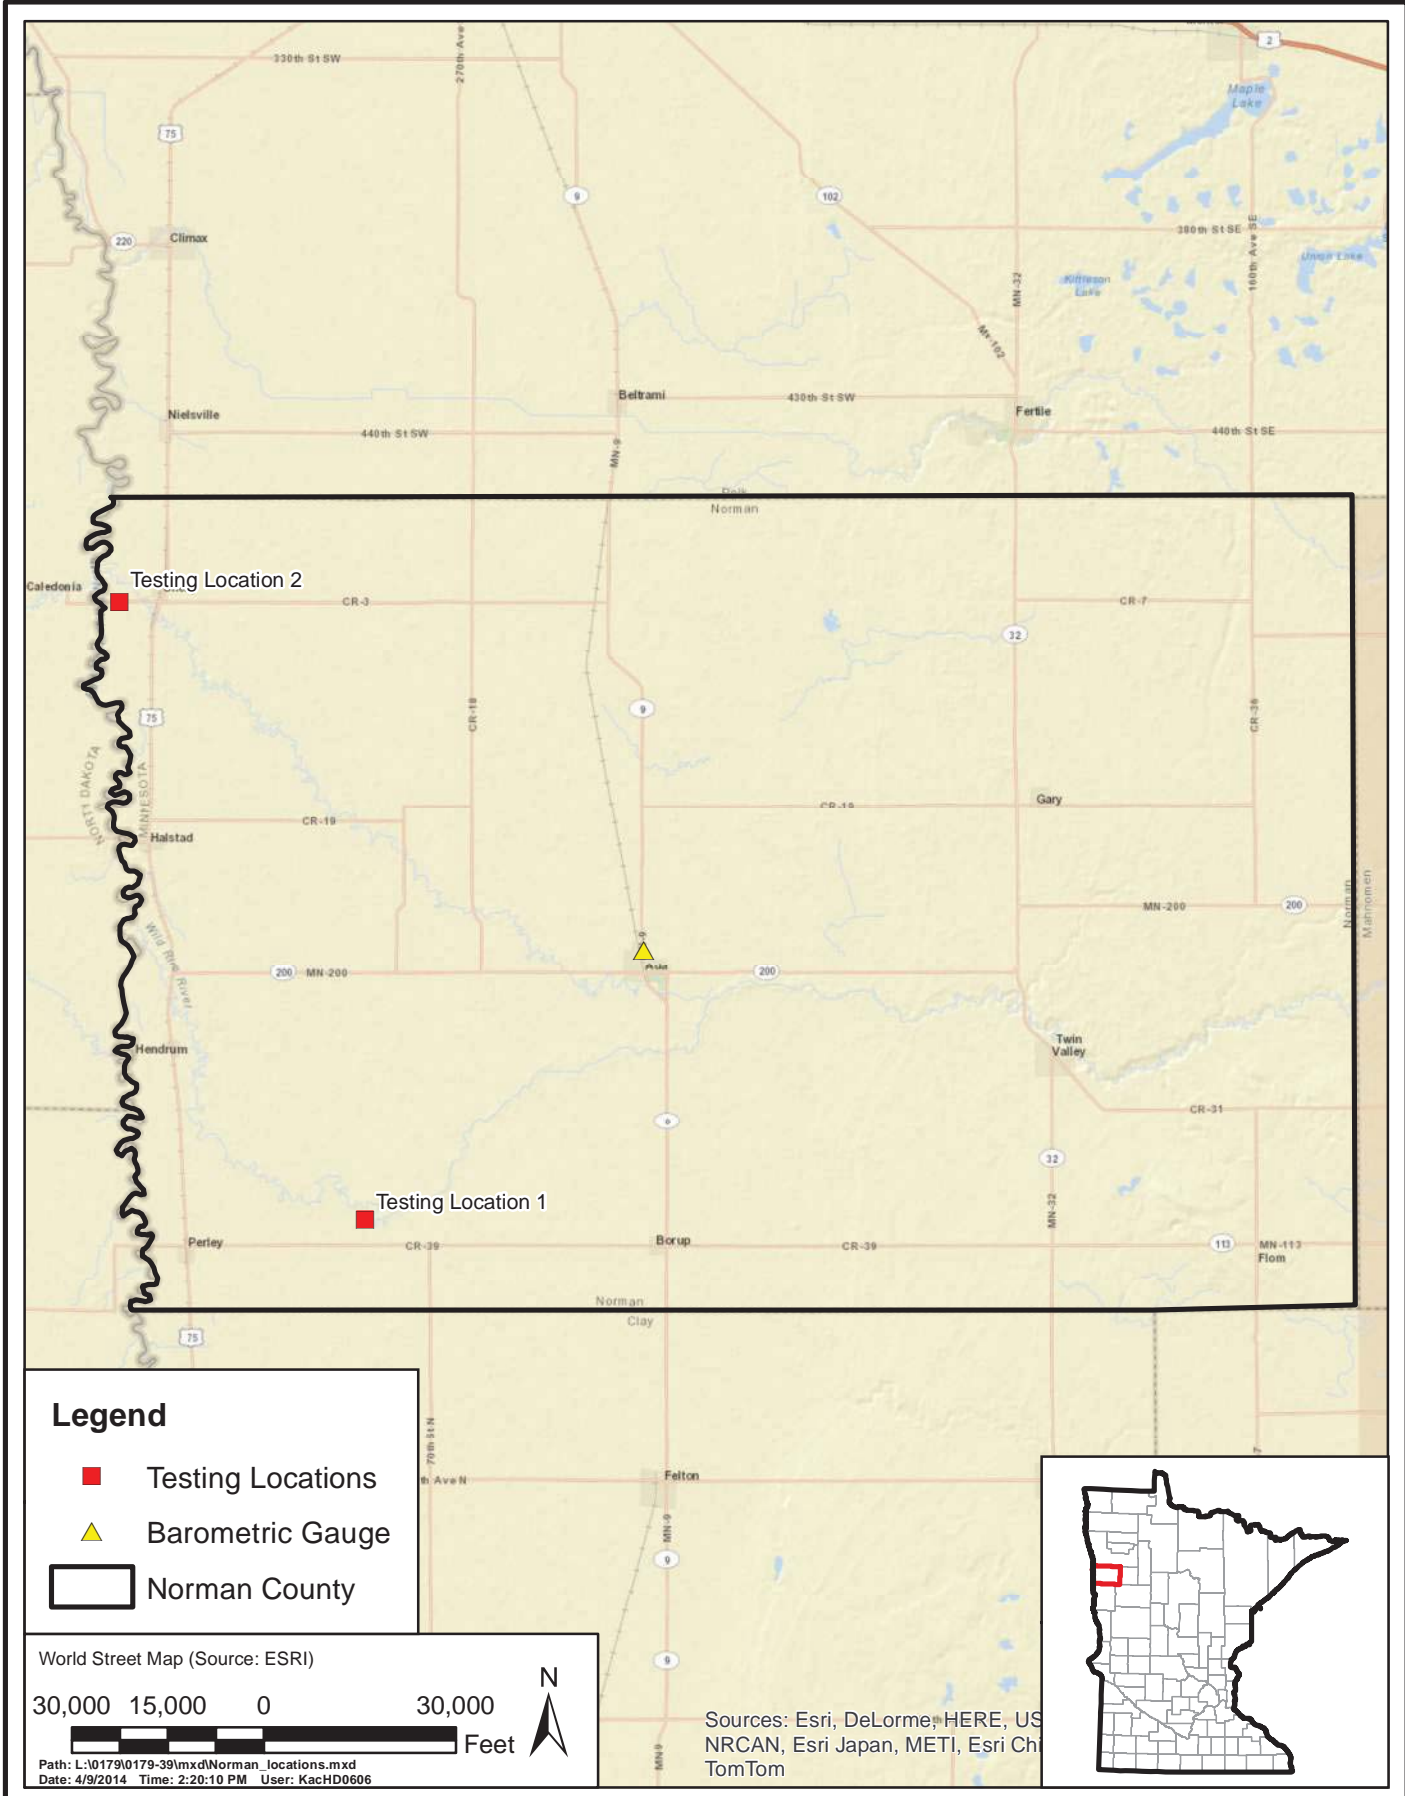 2
330th St SW
270th Ave
Maple
Lake
75
9
102
380th St SE
160th Ave SE
220
Climax
Union Lake
Kittleson
Lake
MN-32
MN-102
Beltrami
430th St SW
Nielsville
Fertile
440th St SW
440th St SE
MN-9
Polk
Norman
Caledonia
Testing Location 2
CR-3
CR-7
32
75
CR-18
9
CR-36
NORTH DAKOTA
MINNESOTA
CR-19
Halstad
CR-19
Gary
MN-200
200
Norman
Mahnomen
Wild Rice River
200
MN 200
200
Hendrum
Twin
Valley
CR-31
32
MN-32
Testing Location 1
Perley
CR-39
Borup
CR-39
113
MN-113
Flom
Norman
Clay
75
70th St N
th Ave N
Felton
MN-9
9
9
MN9
Legend
Testing Locations
Barometric Gauge
Norman County
World Street Map (Source: ESRI)
N
30,000 15,000 0 30,000
Feet
Path: L:\0179\0179-39\mxd\Norman_locations.mxd
Date: 4/9/2014 Time: 2:20:10 PM User: KacHD0606
Sources: Esri, DeLorme, HERE, US
NRCAN, Esri Japan, METI, Esri Chi
TomTom